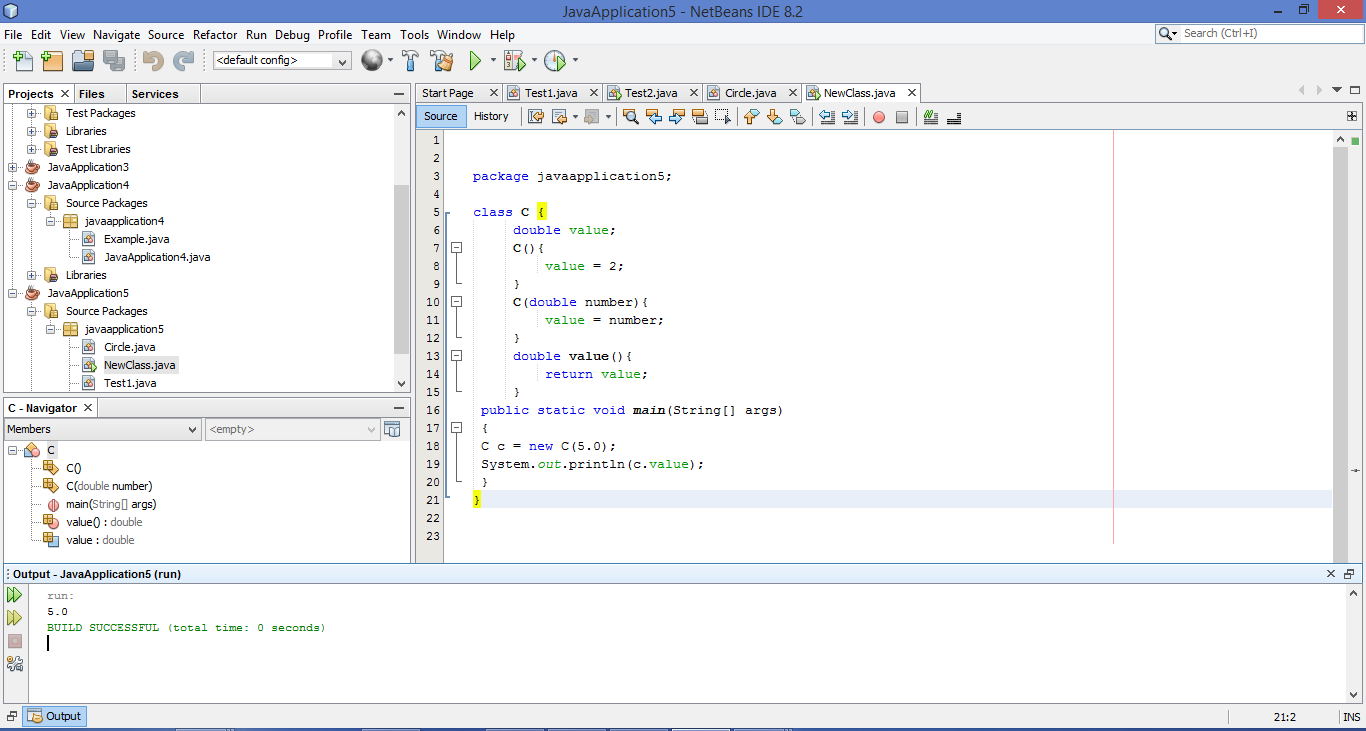 JavaApplication5 - NetBeans IDE 8.2
File Edit View Navigate Source Refactor Run Debug Profile Team Tools Window Help
Search (Ctrl+I)
<default config>
Projects Files Services
Test Packages
Libraries
Test Libraries
JavaApplication3
JavaApplication4
Source Packages
javaapplication4
Example.java
JavaApplication4.java
Libraries
JavaApplication5
Source Packages
javaapplication5
Circle.java
NewClass.java
Test1.java
C - Navigator
Members <empty>
C
C()
C(double number)
main(String[] args)
value() : double
value : double
Start Page Test1.java Test2.java Circle.java NewClass.java
Source History
1
2
3 package javaapplication5;
4
5 class C {
6 double value;
7 C(){
8 value = 2;
9 }
10 C(double number){
11 value = number;
12 }
13 double value(){
14 return value;
15 }
16 public static void main(String[] args)
17 {
18 C c = new C(5.0);
19 System.out.println(c.value);
20 }
21 }
22
23
Output - JavaApplication5 (run)
run:
5.0
BUILD SUCCESSFUL (total time: 0 seconds)
Output
21:2 INS